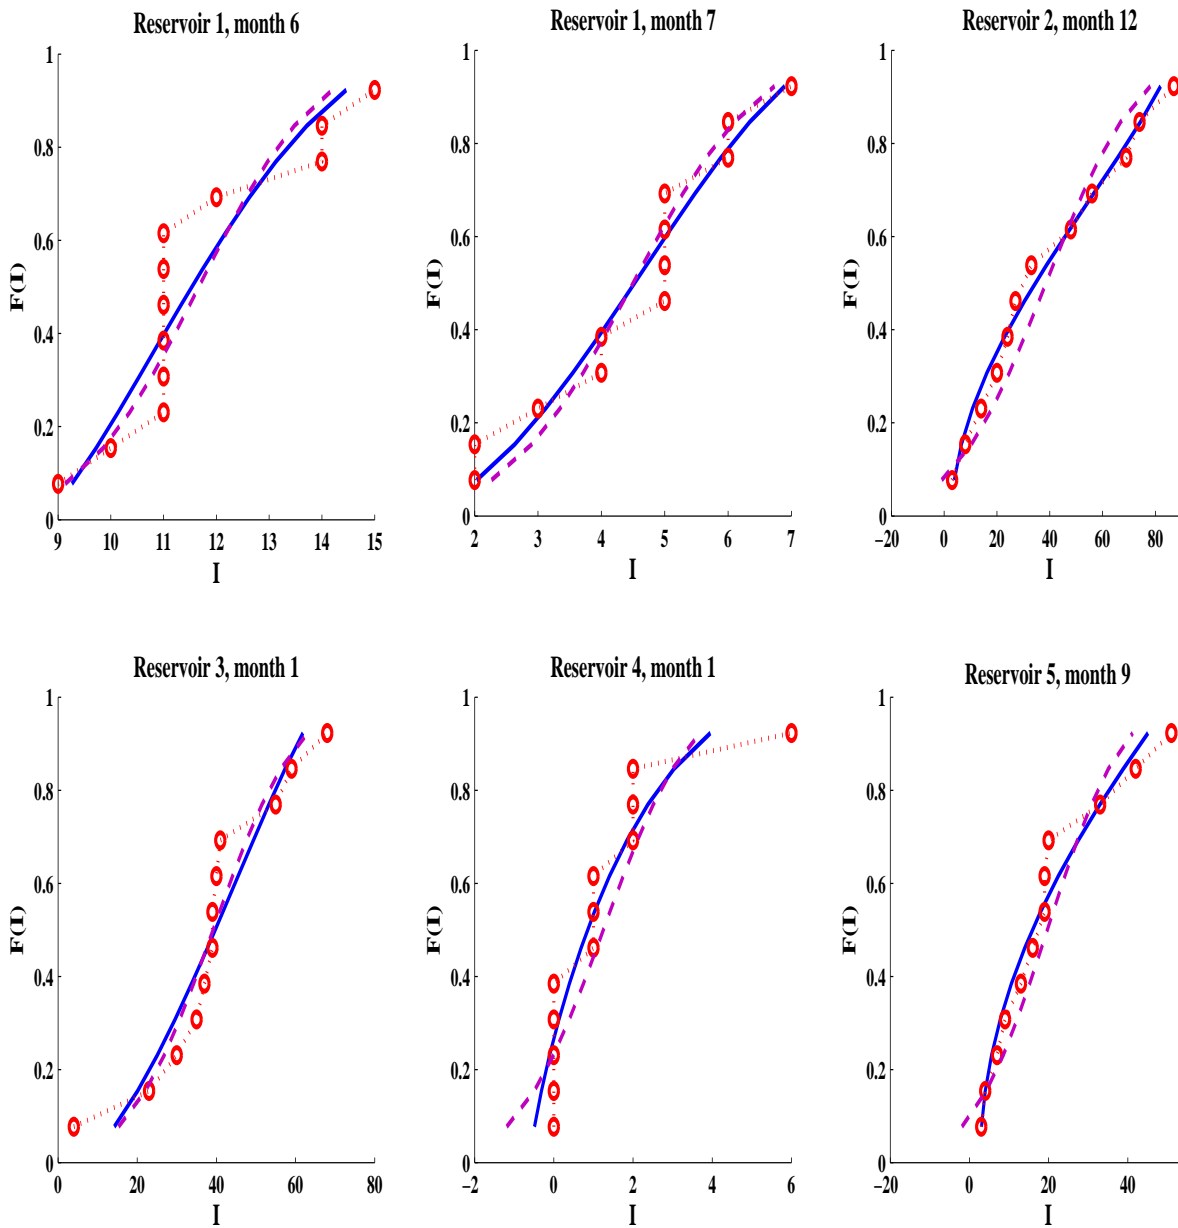 Reservoir 1, month 6
1
0.8
0.6
0.4
0.2
0
9 10 11 12 13 14 15
F(I)
I
Reservoir 1, month 7
1
0.8
0.6
0.4
0.2
0
2 3 4 5 6 7
F(I)
I
Reservoir 2, month 12
1
0.8
0.6
0.4
0.2
0
−20 0 20 40 60 80
F(I)
I
Reservoir 3, month 1
1
0.8
0.6
0.4
0.2
0
0 20 40 60 80
F(I)
I
Reservoir 4, month 1
1
0.8
0.6
0.4
0.2
0
−2 0 2 4 6
F(I)
I
Reservoir 5, month 9
1
0.8
0.6
0.4
0.2
0
−20 0 20 40
F(I)
I